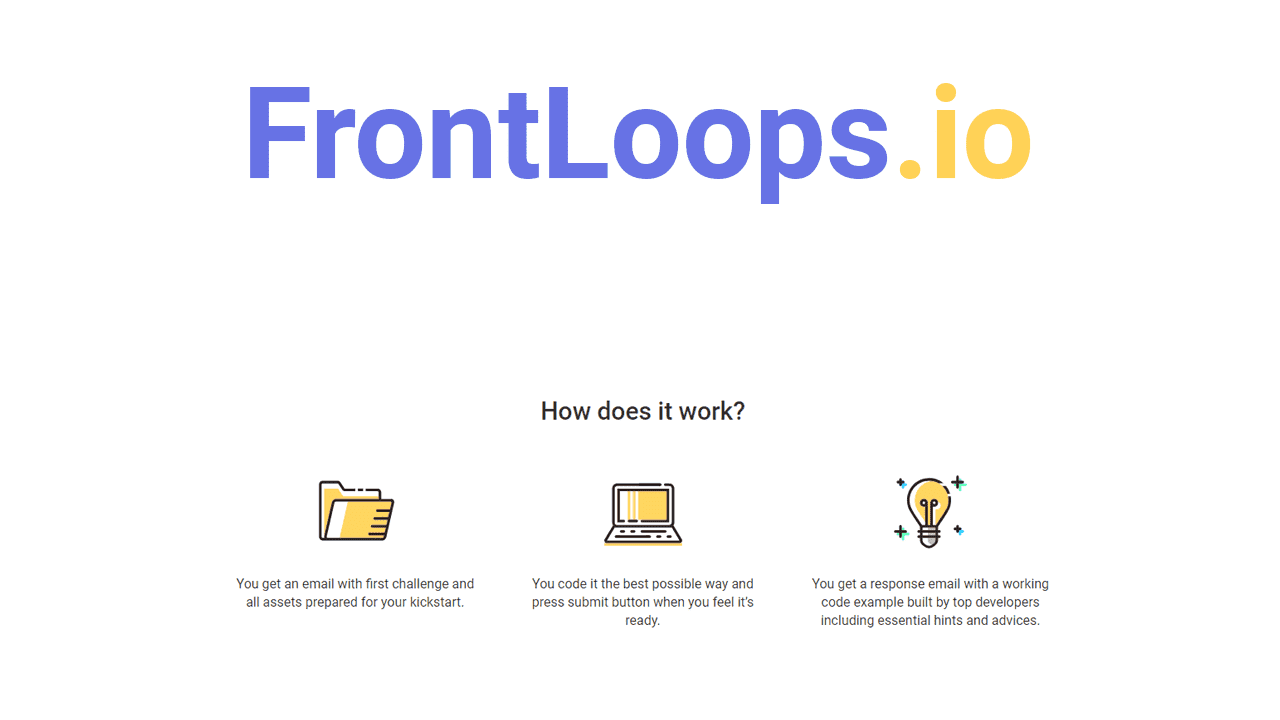 FrontLoops.io
How does it work?
You get an email with first challenge and
all assets prepared for your kickstart.
You code it the best possible way and
press submit button when you feel it's
ready.
You get a response email with a working
code example built by top developers
including essential hints and advices.